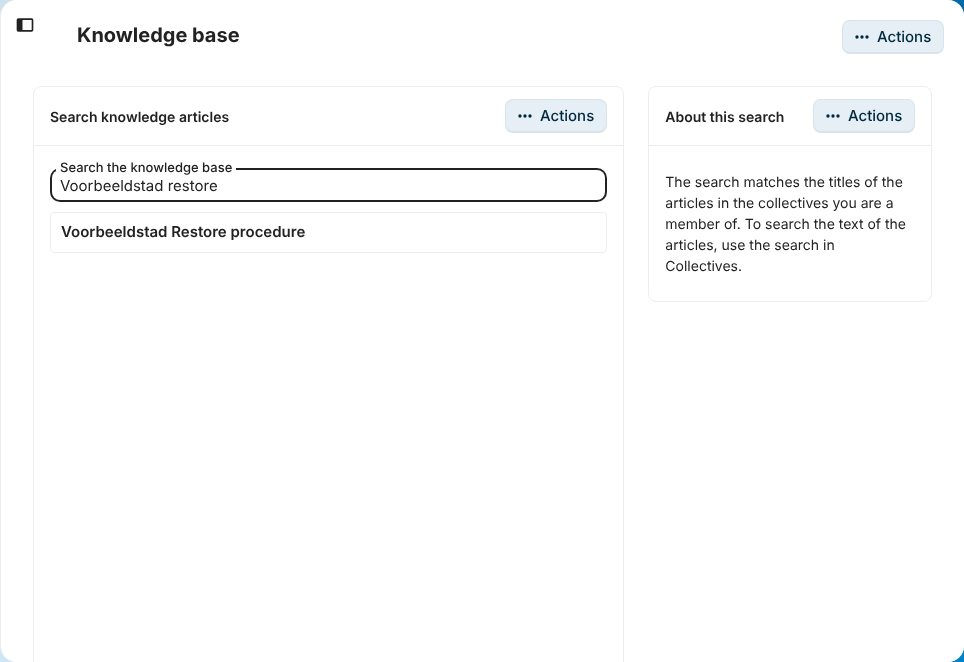 Knowledge base
••• Actions
Search knowledge articles
••• Actions
Search the knowledge base
Voorbeeldstad restore
Voorbeeldstad Restore procedure
About this search
••• Actions
The search matches the titles of the
articles in the collectives you are a
member of. To search the text of the
articles, use the search in
Collectives.